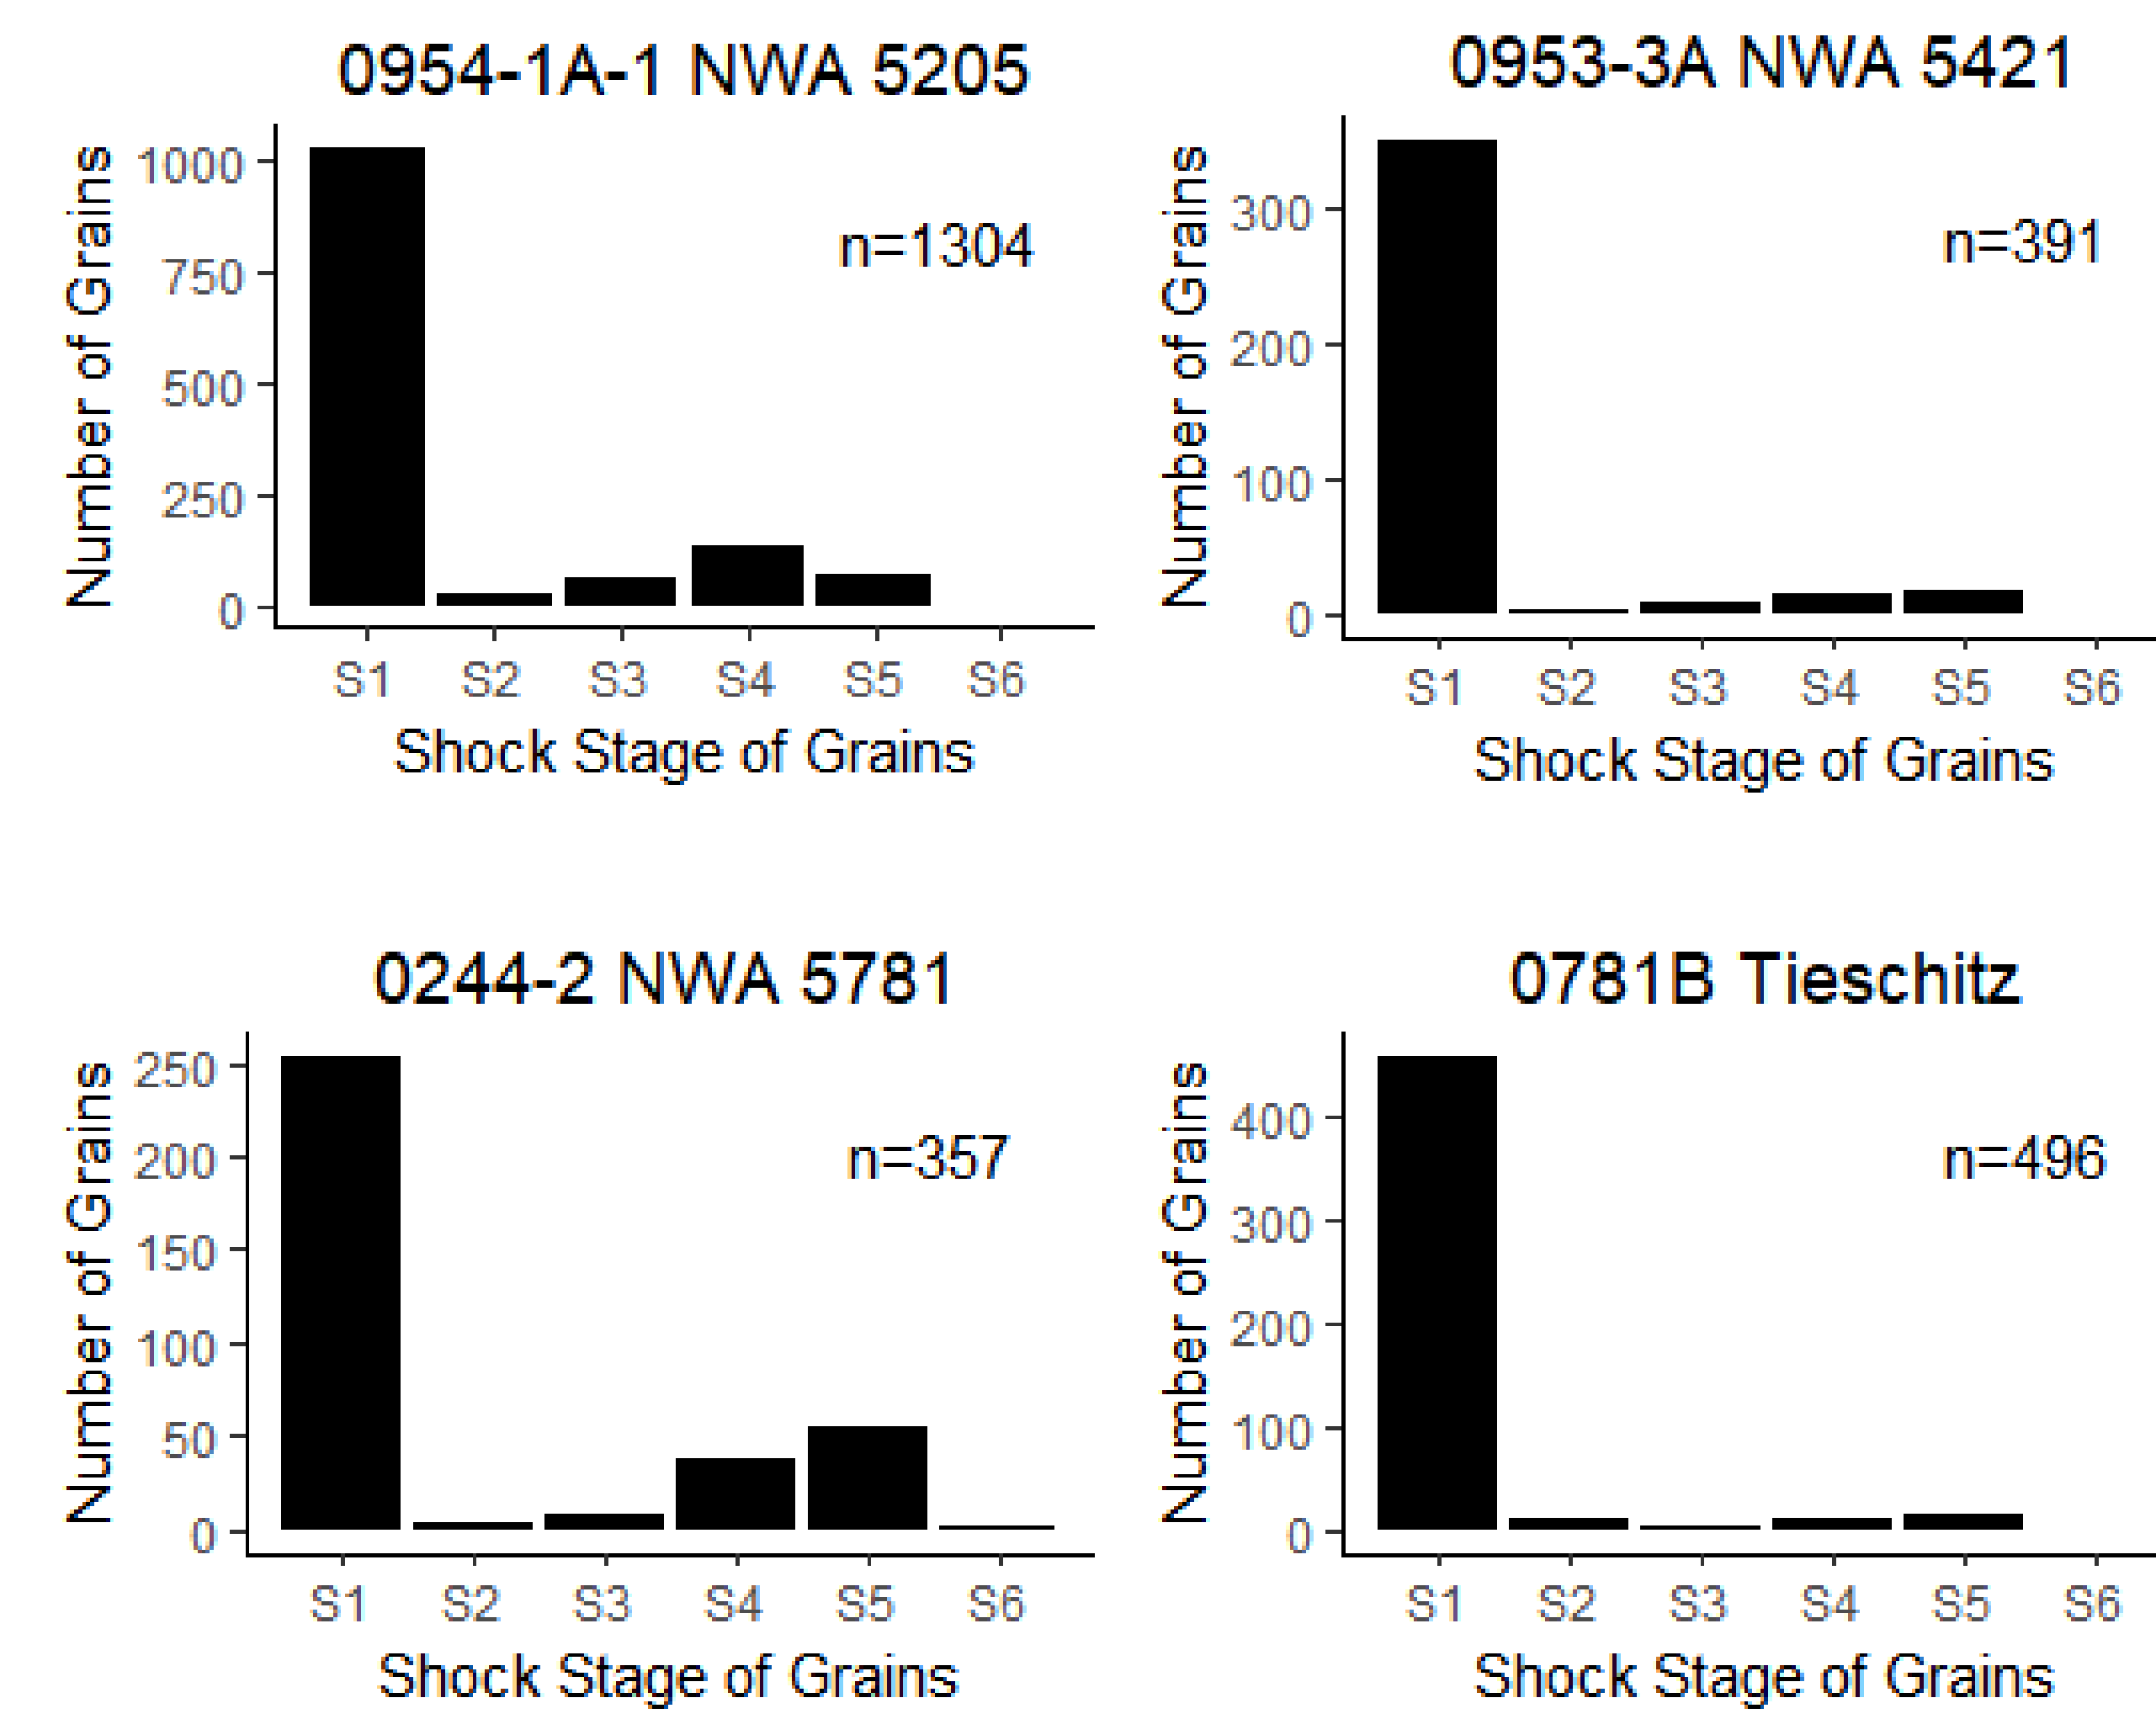 0954-1A-1 NWA 5205
Number of Grains
1000
750
500
250
0
n=1304
S1 S2 S3 S4 S5 S6
Shock Stage of Grains
0953-3A NWA 5421
Number of Grains
300
200
100
0
n=391
S1 S2 S3 S4 S5 S6
Shock Stage of Grains
0244-2 NWA 5781
Number of Grains
250
200
150
100
50
0
n=357
S1 S2 S3 S4 S5 S6
Shock Stage of Grains
0781B Tieschitz
Number of Grains
400
300
200
100
0
n=496
S1 S2 S3 S4 S5 S6
Shock Stage of Grains